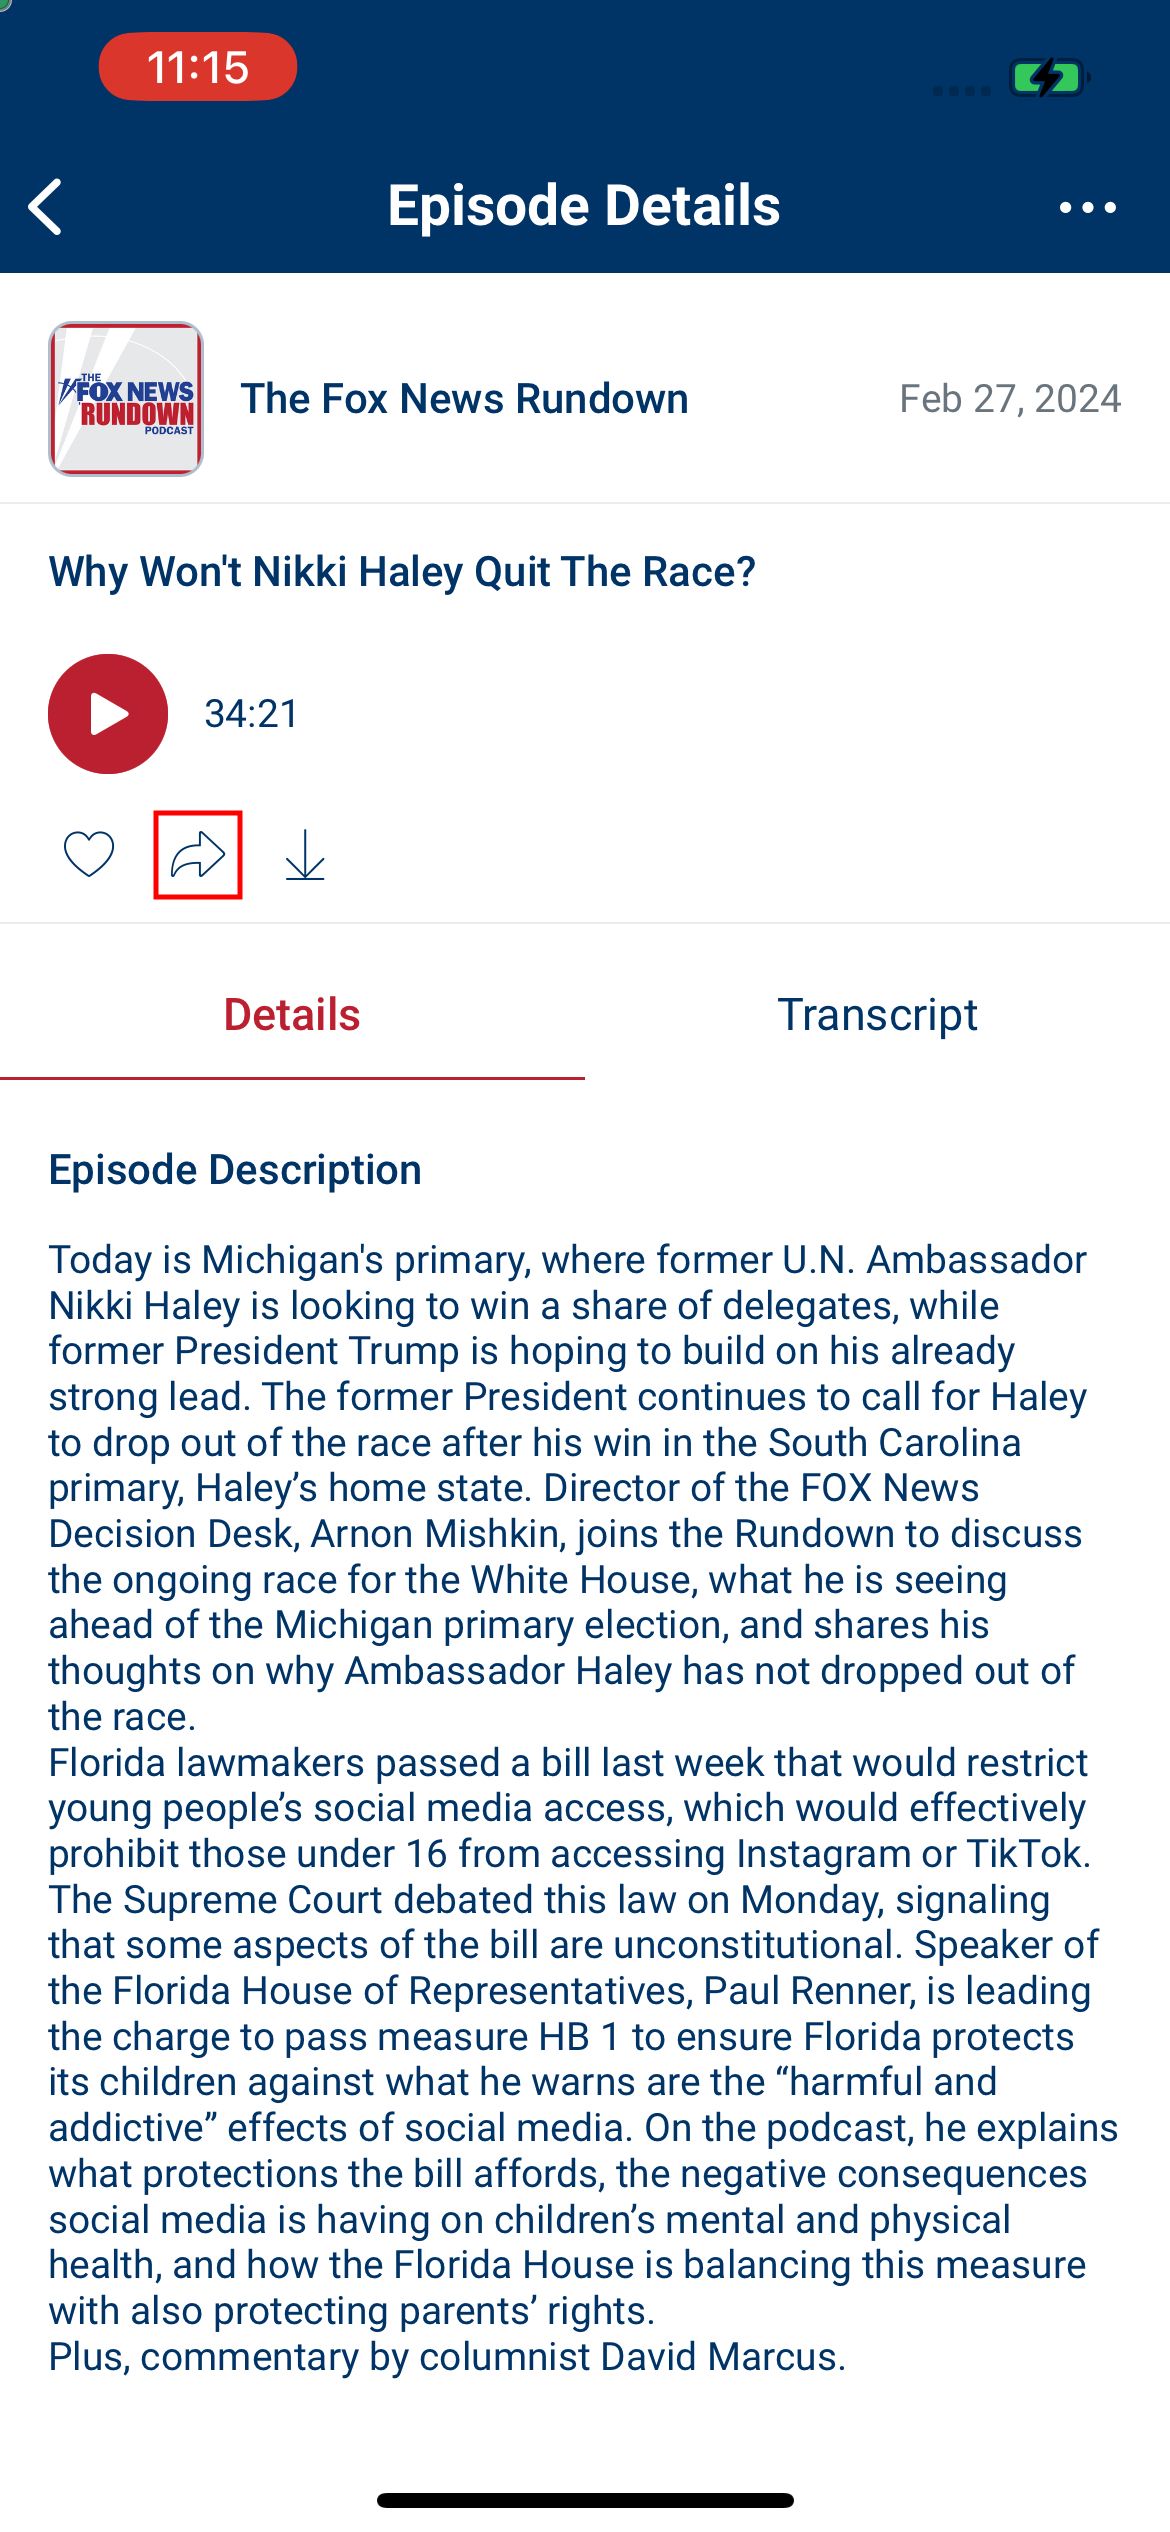 11:15
Episode Details
THE
FOX NEWS
RUNDOWN
PODCAST
The Fox News Rundown
Feb 27, 2024
Why Won't Nikki Haley Quit The Race?
34:21
Details
Transcript
Episode Description
Today is Michigan's primary, where former U.N. Ambassador
Nikki Haley is looking to win a share of delegates, while
former President Trump is hoping to build on his already
strong lead. The former President continues to call for Haley
to drop out of the race after his win in the South Carolina
primary, Haley’s home state. Director of the FOX News
Decision Desk, Arnon Mishkin, joins the Rundown to discuss
the ongoing race for the White House, what he is seeing
ahead of the Michigan primary election, and shares his
thoughts on why Ambassador Haley has not dropped out of
the race.
Florida lawmakers passed a bill last week that would restrict
young people’s social media access, which would effectively
prohibit those under 16 from accessing Instagram or TikTok.
The Supreme Court debated this law on Monday, signaling
that some aspects of the bill are unconstitutional. Speaker of
the Florida House of Representatives, Paul Renner, is leading
the charge to pass measure HB 1 to ensure Florida protects
its children against what he warns are the “harmful and
addictive” effects of social media. On the podcast, he explains
what protections the bill affords, the negative consequences
social media is having on children’s mental and physical
health, and how the Florida House is balancing this measure
with also protecting parents’ rights.
Plus, commentary by columnist David Marcus.